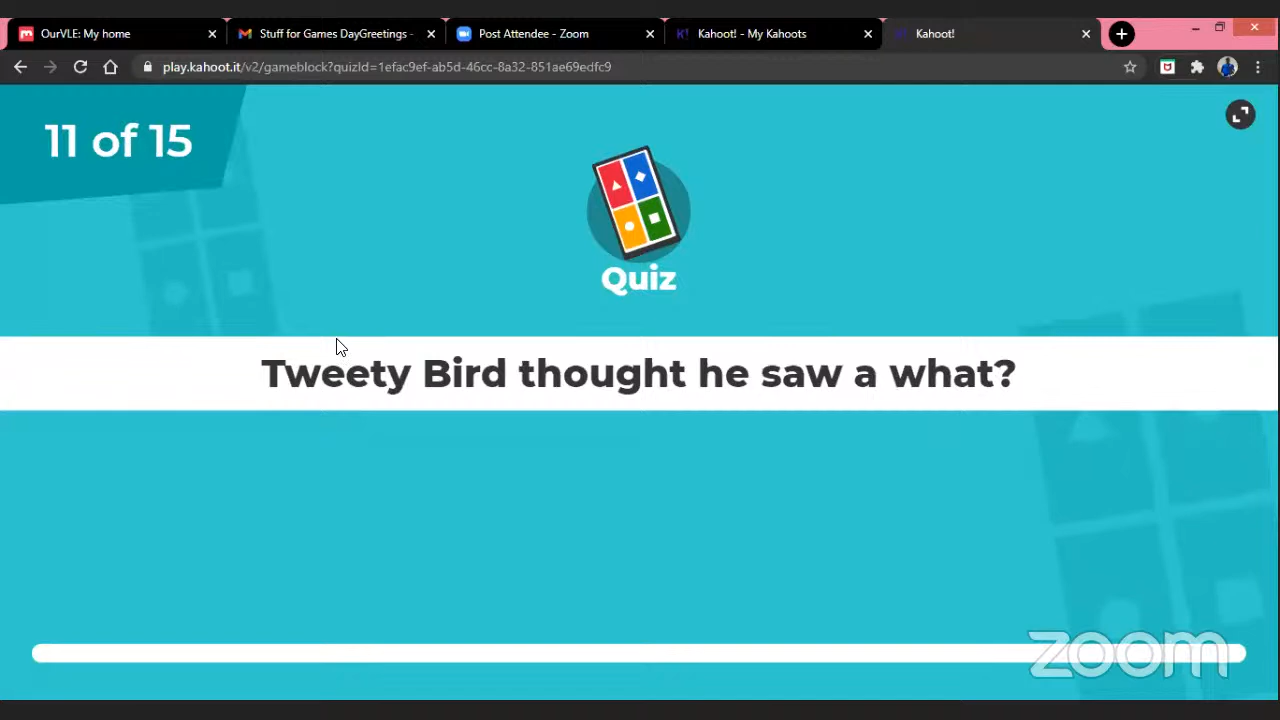 OurVLE: My home
Stuff for Games DayGreetings -
Post Attendee - Zoom
Kahoot! - My Kahoots
Kahoot!
play.kahoot.it/v2/gameblock?quizId=1efac9ef-ab5d-46cc-8a32-851ae69edfc9
11 of 15
Quiz
Tweety Bird thought he saw a what?
zoom